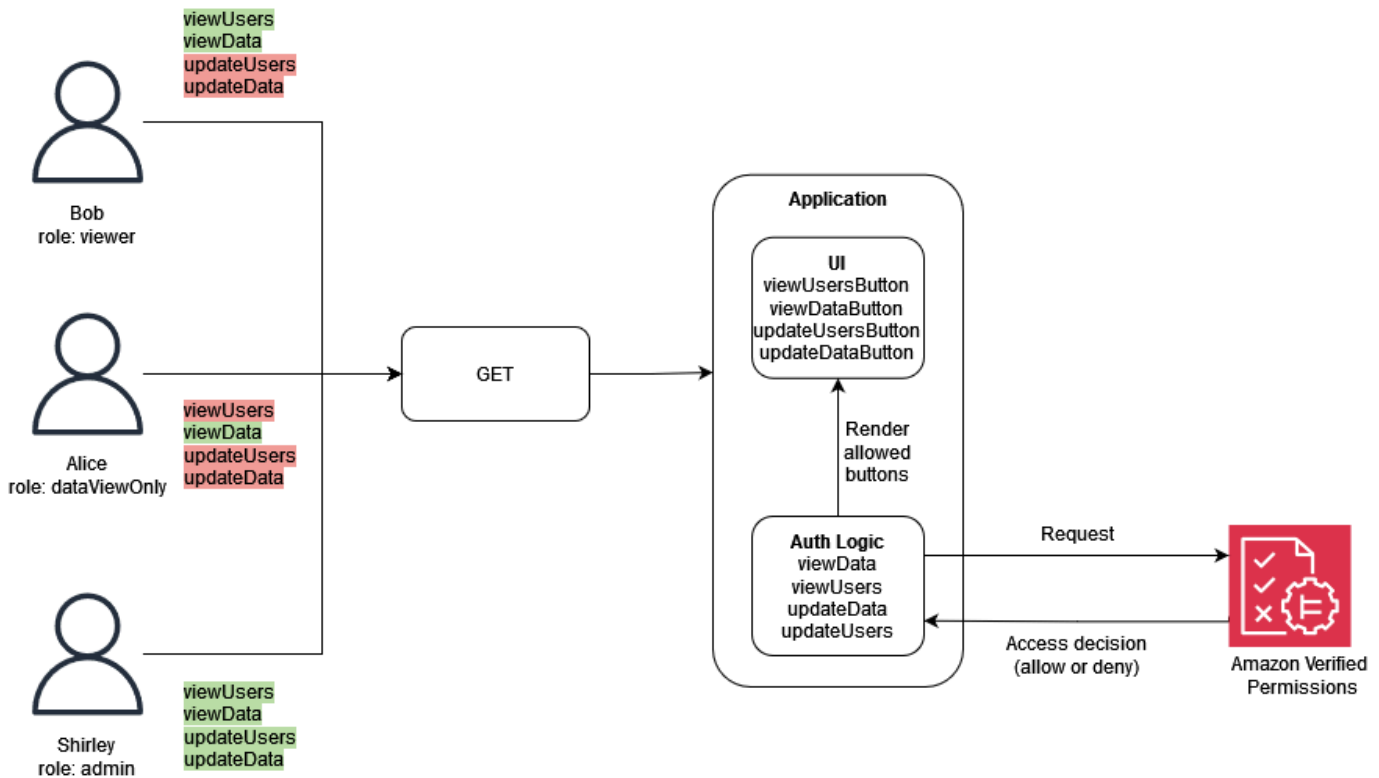 viewUsers
viewData
updateUsers
updateData
Bob
role: viewer
viewUsers
viewData
updateUsers
updateData
Alice
role: dataViewOnly
viewUsers
viewData
updateUsers
updateData
Shirley
role: admin
GET
Application
UI
viewUsersButton
viewDataButton
updateUsersButton
updateDataButton
Render
allowed
buttons
Auth Logic
viewData
viewUsers
updateData
updateUsers
Request
Access decision
(allow or deny)
Amazon Verified
Permissions